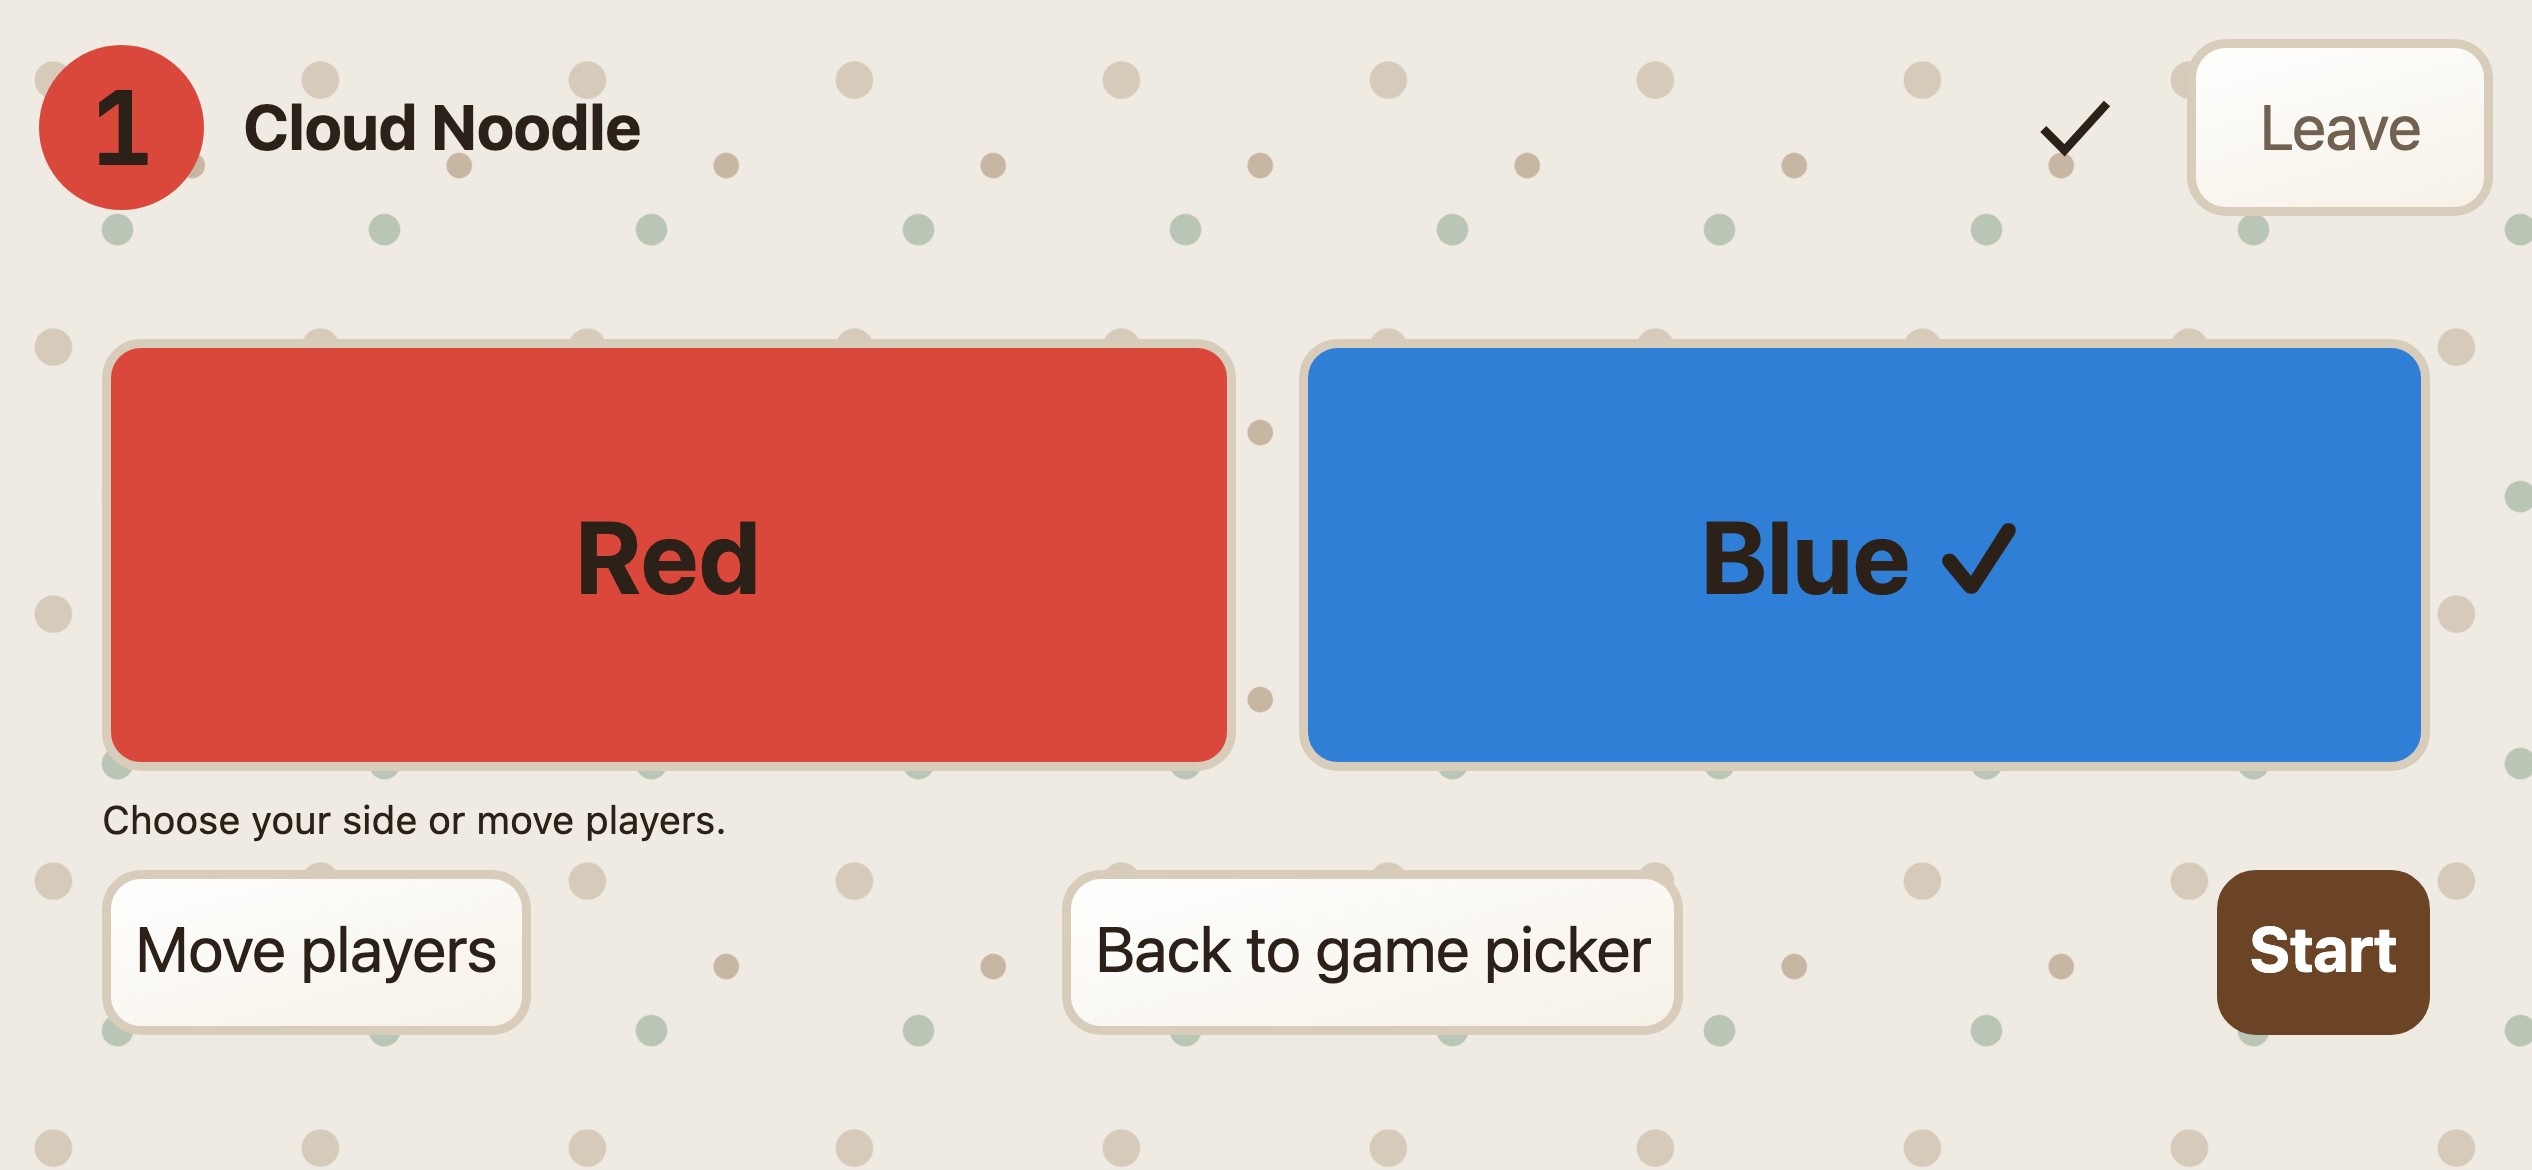 1 Cloud Noodle ✓ Leave
Red
Blue ✓
Choose your side or move players.
Move players
Back to game picker
Start